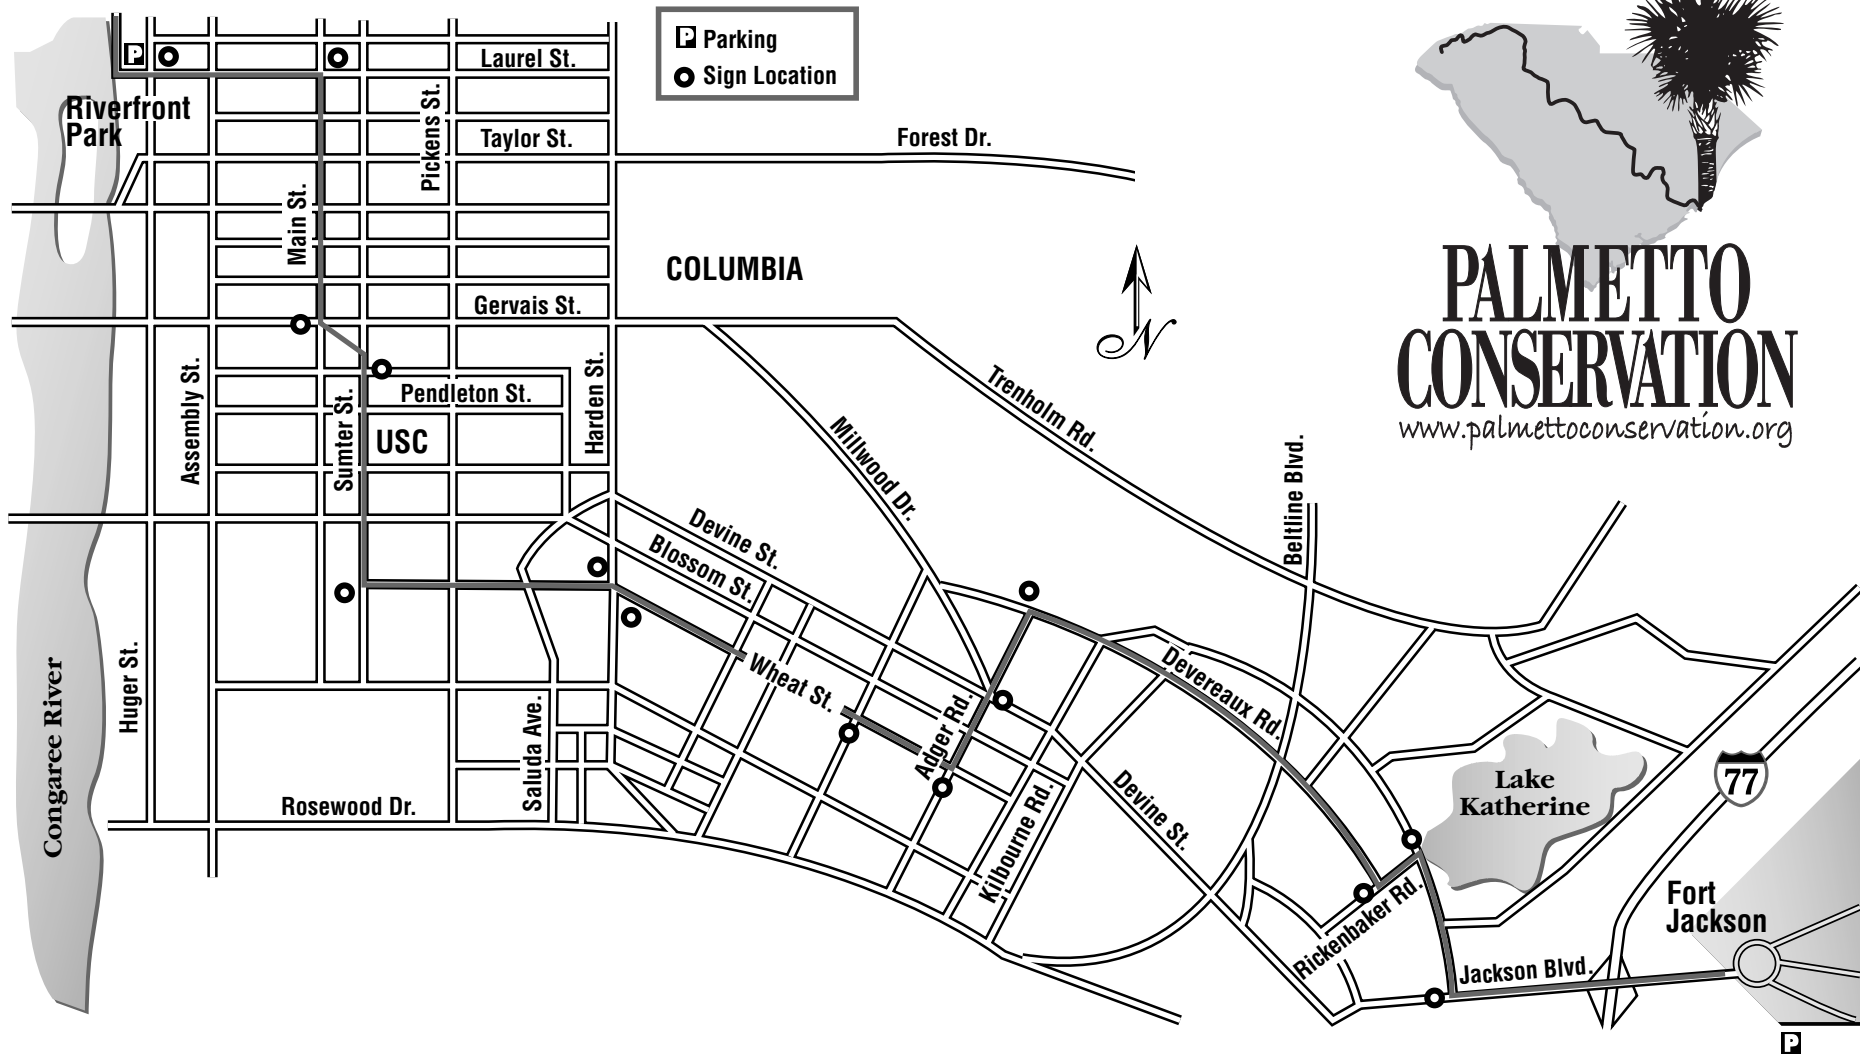 P
Laurel St.
P Parking
Sign Location
Riverfront
Park
Pickens St.
Taylor St.
Forest Dr.
Main St.
COLUMBIA
Gervais St.
N
PALMETTO
CONSERVATION
www.palmettoconservation.org
Assembly St.
Sumter St.
Pendleton St.
Harden St.
USC
Trenholm Rd.
Millwood Dr.
Beltline Blvd.
Devine St.
Blossom St.
Huger St.
Congaree River
Wheat St.
Devereaux Rd.
Adger Rd.
Saluda Ave.
Rosewood Dr.
Kilbourne Rd.
Devine St.
Lake
Katherine
77
Rickenbaker Rd.
Fort
Jackson
Jackson Blvd.
P